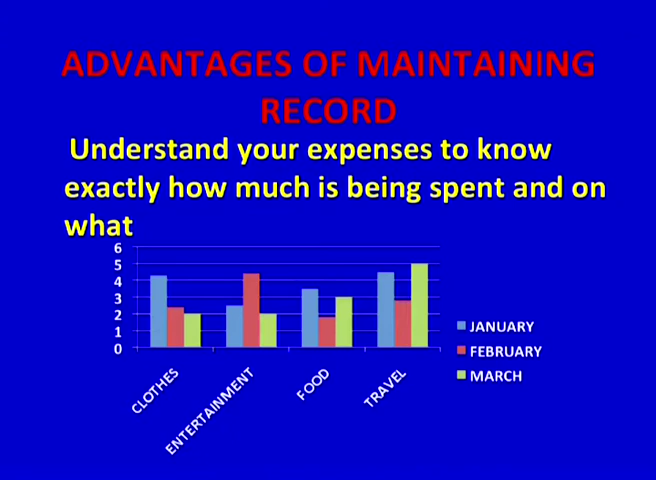 ADVANTAGES OF MAINTAINING
RECORD
Understand your expenses to know
exactly how much is being spent and on
what
6
5
4
3
2
1
0
CLOTHES
ENTERTAINMENT
FOOD
TRAVEL
JANUARY
FEBRUARY
MARCH